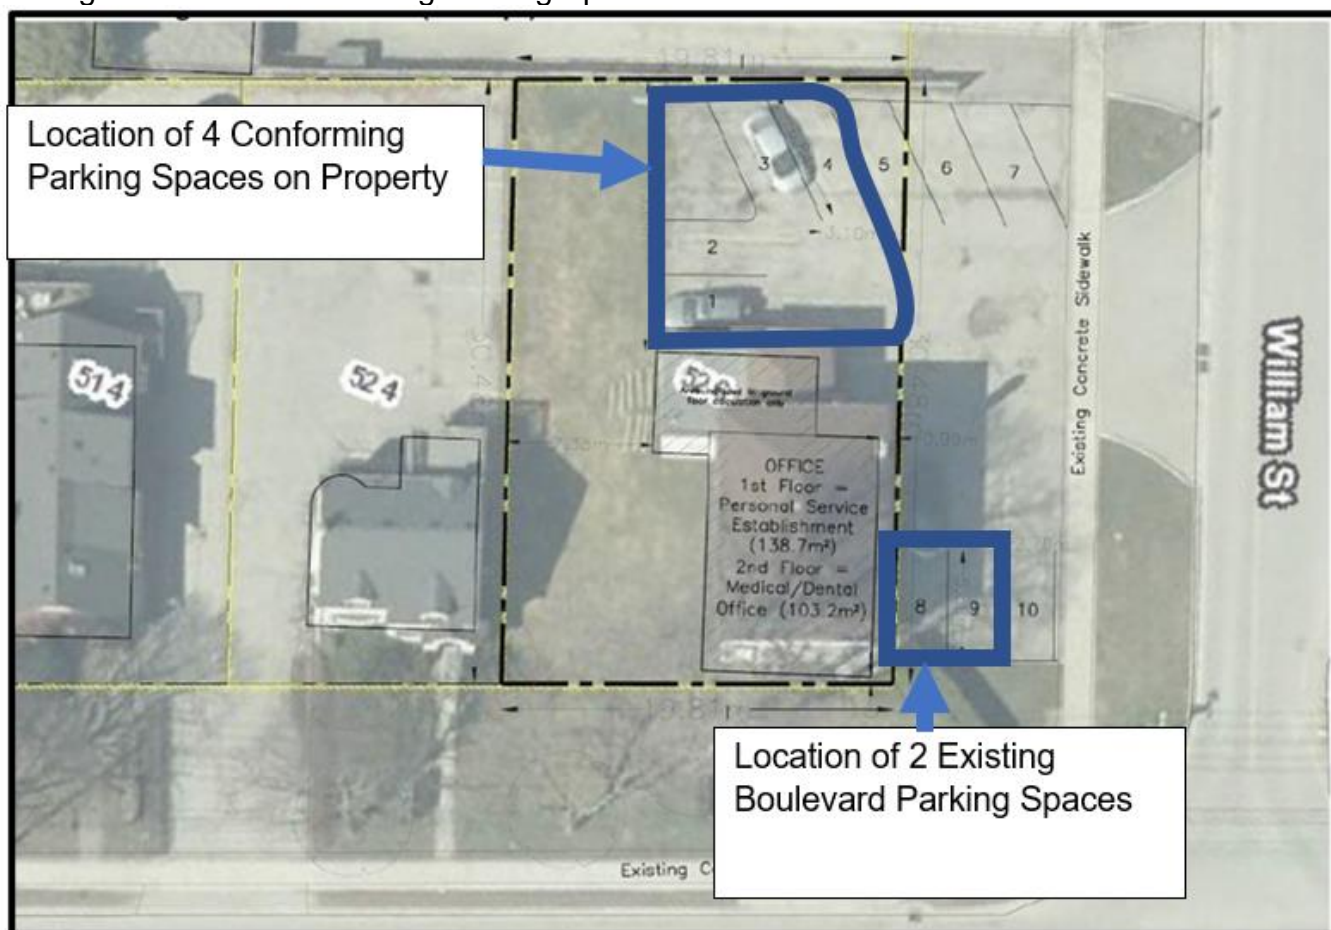 19.81m
Location of 4 Conforming
Parking Spaces on Property
3
4
5
6
7
2
3.10m
1
Existing Concrete Sidewalk
William St
514
524
OFFICE
1st Floor =
Personal Service
Establishment
(138.7m²)
2nd Floor =
Medical/Dental
Office (103.2m²)
8
9
10
19.81m
Location of 2 Existing
Boulevard Parking Spaces
Existing